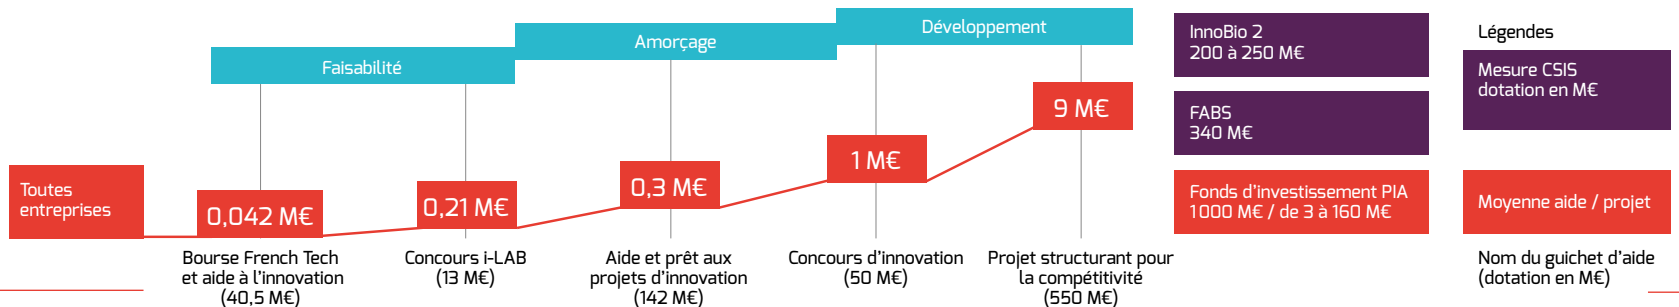 Faisabilité
Amorçage
Développement
Toutes
entreprises
0,042 M€
0,21 M€
0,3 M€
1 M€
9 M€
Bourse French Tech
et aide à l'innovation
(40,5 M€)
Concours i-LAB
(13 M€)
Aide et prêt aux
projets d'innovation
(142 M€)
Concours d'innovation
(50 M€)
Projet structurant pour
la compétitivité
(550 M€)
InnoBio 2
200 à 250 M€
FABS
340 M€
Fonds d'investissement PIA
1 000 M€ / de 3 à 160 M€
Légendes
Mesure CSIS
dotation en M€
Moyenne aide / projet
Nom du guichet d'aide
(dotation en M€)